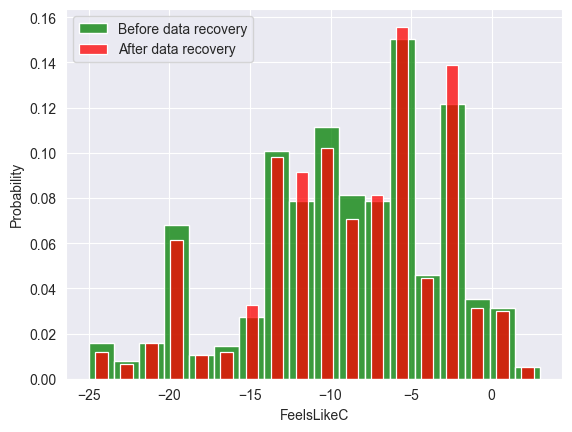 Before data recovery
After data recovery
0.16
0.14
0.12
0.10
0.08
0.06
0.04
0.02
0.00
Probability
−25 −20 −15 −10 −5 0
FeelsLikeC